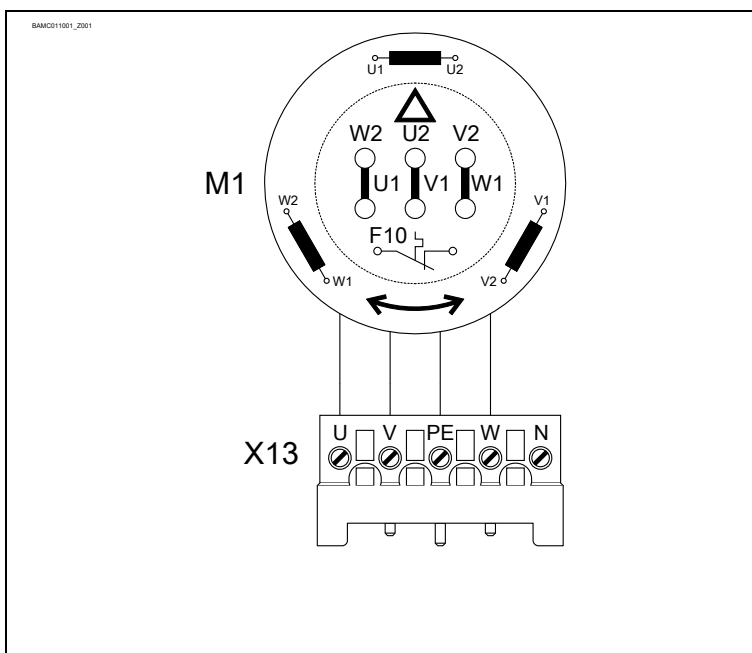 BAMC011001_Z001
U1 U2
W2 U2 V2
M1
U1 V1 W1
W2
V1
F10
W1
V2
X13
U V PE W N